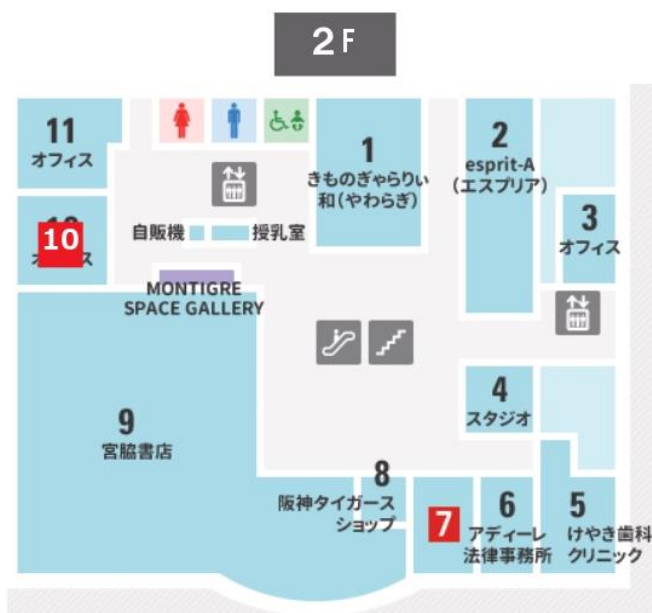 2F
11
オフィス
1
きものぎゃらりい
和(やわらぎ)
2
esprit-A
(エスプリア)
3
オフィス
10
自販機
授乳室
MONTIGRE
SPACE GALLERY
4
スタジオ
9
宮脇書店
8
阪神タイガース
ショップ
7
6
アディーレ
法律事務所
5
けやき歯科
クリニック